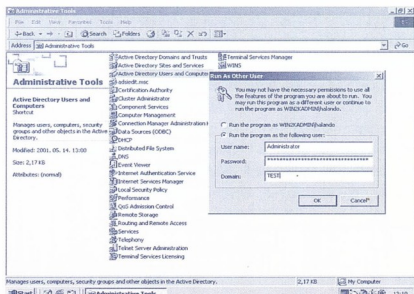 Administrative Tools
File Edit View Favorites Tools Help
Back Search Folders
Address Administrative Tools Go
Administrative Tools
Active Directory Users and Computers
Shortcut
Manages users, computers, security groups and other objects in the Active Directory.
Modified: 2001. 05. 14. 13:00
Size: 2,17 KB
Attributes: (normal)
Active Directory Domains and Trusts
Active Directory Sites and Services
Active Directory Users and Computers
adsiedit.msc
Certification Authority
Cluster Administrator
Component Services
Computer Management
Connection Manager Administration
Data Sources (ODBC)
DHCP
Distributed File System
DNS
Event Viewer
Internet Authentication Service
Internet Services Manager
Local Security Policy
Performance
QoS Admission Control
Remote Storage
Routing and Remote Access
Services
Telephony
Telnet Server Administration
Terminal Services Licensing
Terminal Services Manager
WINS
Run As Other User
You may not have the necessary permissions to use all
the features of the program you are about to run. You
may run this program as a different user or continue to
run the program as
Run the program as
Run the program as the following user:
User name: Administrator
Password: ********************************
Domain: TEST
OK Cancel
Manages users, computers, security groups and other objects in the Active Directory. 2,17 KB My Computer
Start Administrative Tools